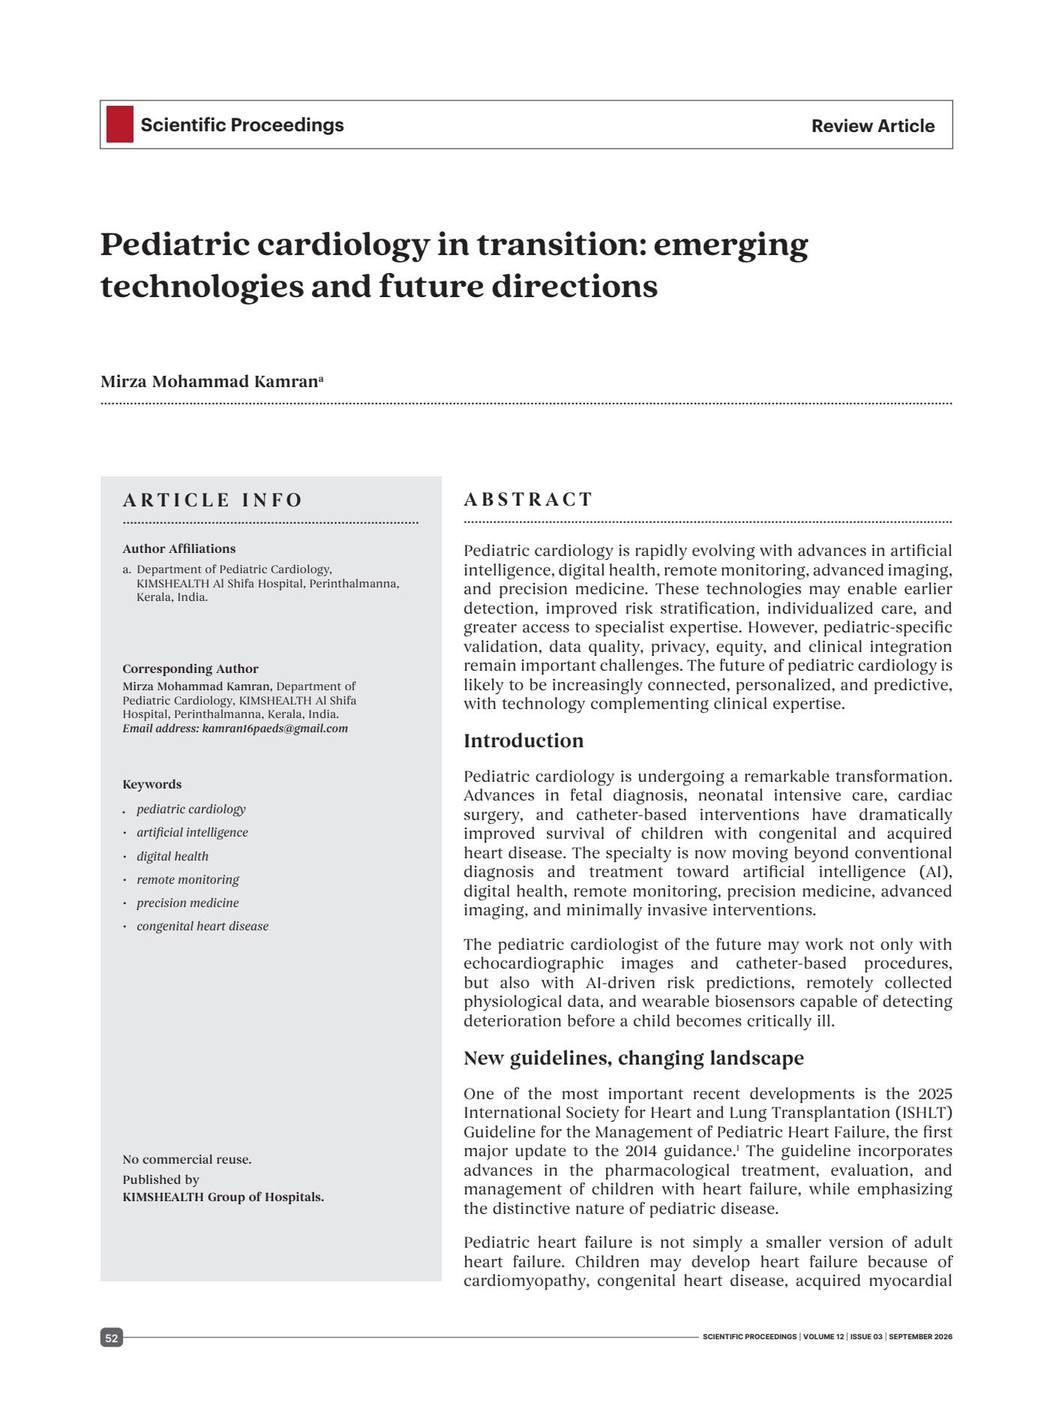 Scientific Proceedings
Review Article
Pediatric cardiology in transition: emerging
technologies and future directions
Mirza Mohammad Kamranᵃ
ARTICLE INFO
Author Affiliations
a. Department of Pediatric Cardiology,
KIMSHEALTH Al Shifa Hospital, Perinthalmanna,
Kerala, India.
Corresponding Author
Mirza Mohammad Kamran, Department of
Pediatric Cardiology, KIMSHEALTH Al Shifa
Hospital, Perinthalmanna, Kerala, India.
Email address: kamran16paeds@gmail.com
Keywords
· pediatric cardiology
· artificial intelligence
· digital health
· remote monitoring
· precision medicine
· congenital heart disease
No commercial reuse.
Published by
KIMSHEALTH Group of Hospitals.
ABSTRACT
Pediatric cardiology is rapidly evolving with advances in artificial
intelligence, digital health, remote monitoring, advanced imaging,
and precision medicine. These technologies may enable earlier
detection, improved risk stratification, individualized care, and
greater access to specialist expertise. However, pediatric-specific
validation, data quality, privacy, equity, and clinical integration
remain important challenges. The future of pediatric cardiology is
likely to be increasingly connected, personalized, and predictive,
with technology complementing clinical expertise.
Introduction
Pediatric cardiology is undergoing a remarkable transformation.
Advances in fetal diagnosis, neonatal intensive care, cardiac
surgery, and catheter-based interventions have dramatically
improved survival of children with congenital and acquired
heart disease. The specialty is now moving beyond conventional
diagnosis and treatment toward artificial intelligence (AI),
digital health, remote monitoring, precision medicine, advanced
imaging, and minimally invasive interventions.
The pediatric cardiologist of the future may work not only with
echocardiographic images and catheter-based procedures,
but also with AI-driven risk predictions, remotely collected
physiological data, and wearable biosensors capable of detecting
deterioration before a child becomes critically ill.
New guidelines, changing landscape
One of the most important recent developments is the 2025
International Society for Heart and Lung Transplantation (ISHLT)
Guideline for the Management of Pediatric Heart Failure, the first
major update to the 2014 guidance.¹ The guideline incorporates
advances in the pharmacological treatment, evaluation, and
management of children with heart failure, while emphasizing
the distinctive nature of pediatric disease.
Pediatric heart failure is not simply a smaller version of adult
heart failure. Children may develop heart failure because of
cardiomyopathy, congenital heart disease, acquired myocardial
52
SCIENTIFIC PROCEEDINGS | VOLUME 12 | ISSUE 03 | SEPTEMBER 2026